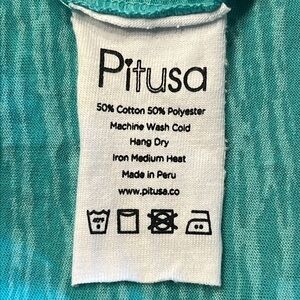 Pitusa
50% Cotton 50% Polyester
Machine Wash Cold
Hang Dry
Iron Medium Heat
Made in Peru
www.pitusa.co